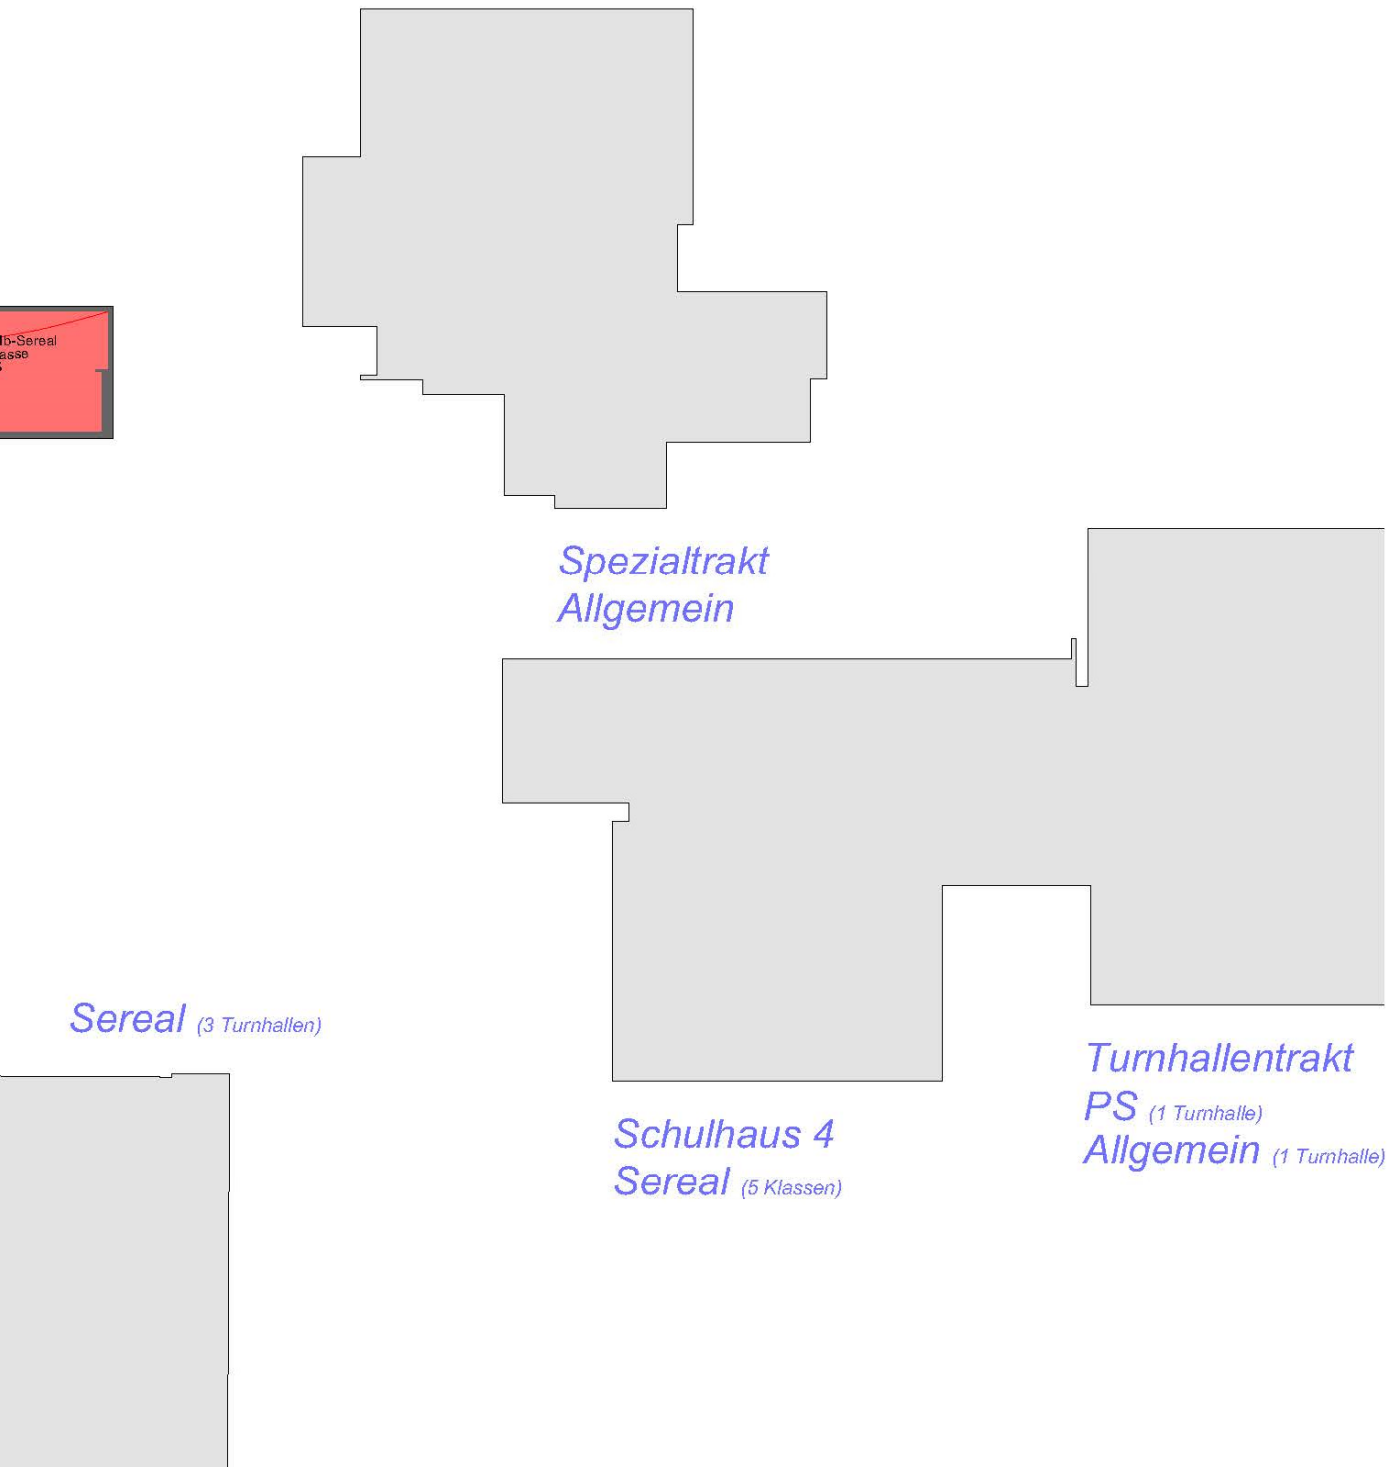 lb-Sereal
asse
Spezialtrakt
Allgemein
Sereal (3 Turnhallen)
Turnhallentrakt
PS (1 Turnhalle)
Allgemein (1 Turnhalle)
Schulhaus 4
Sereal (5 Klassen)